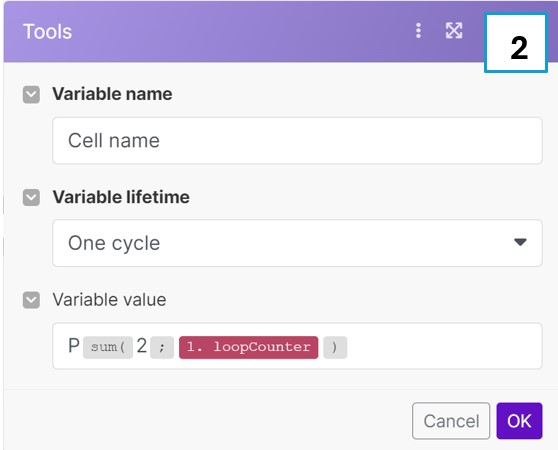 Tools
2
Variable name
Cell name
Variable lifetime
One cycle
Variable value
P sum( 2 ; 1. loopCounter )
Cancel OK